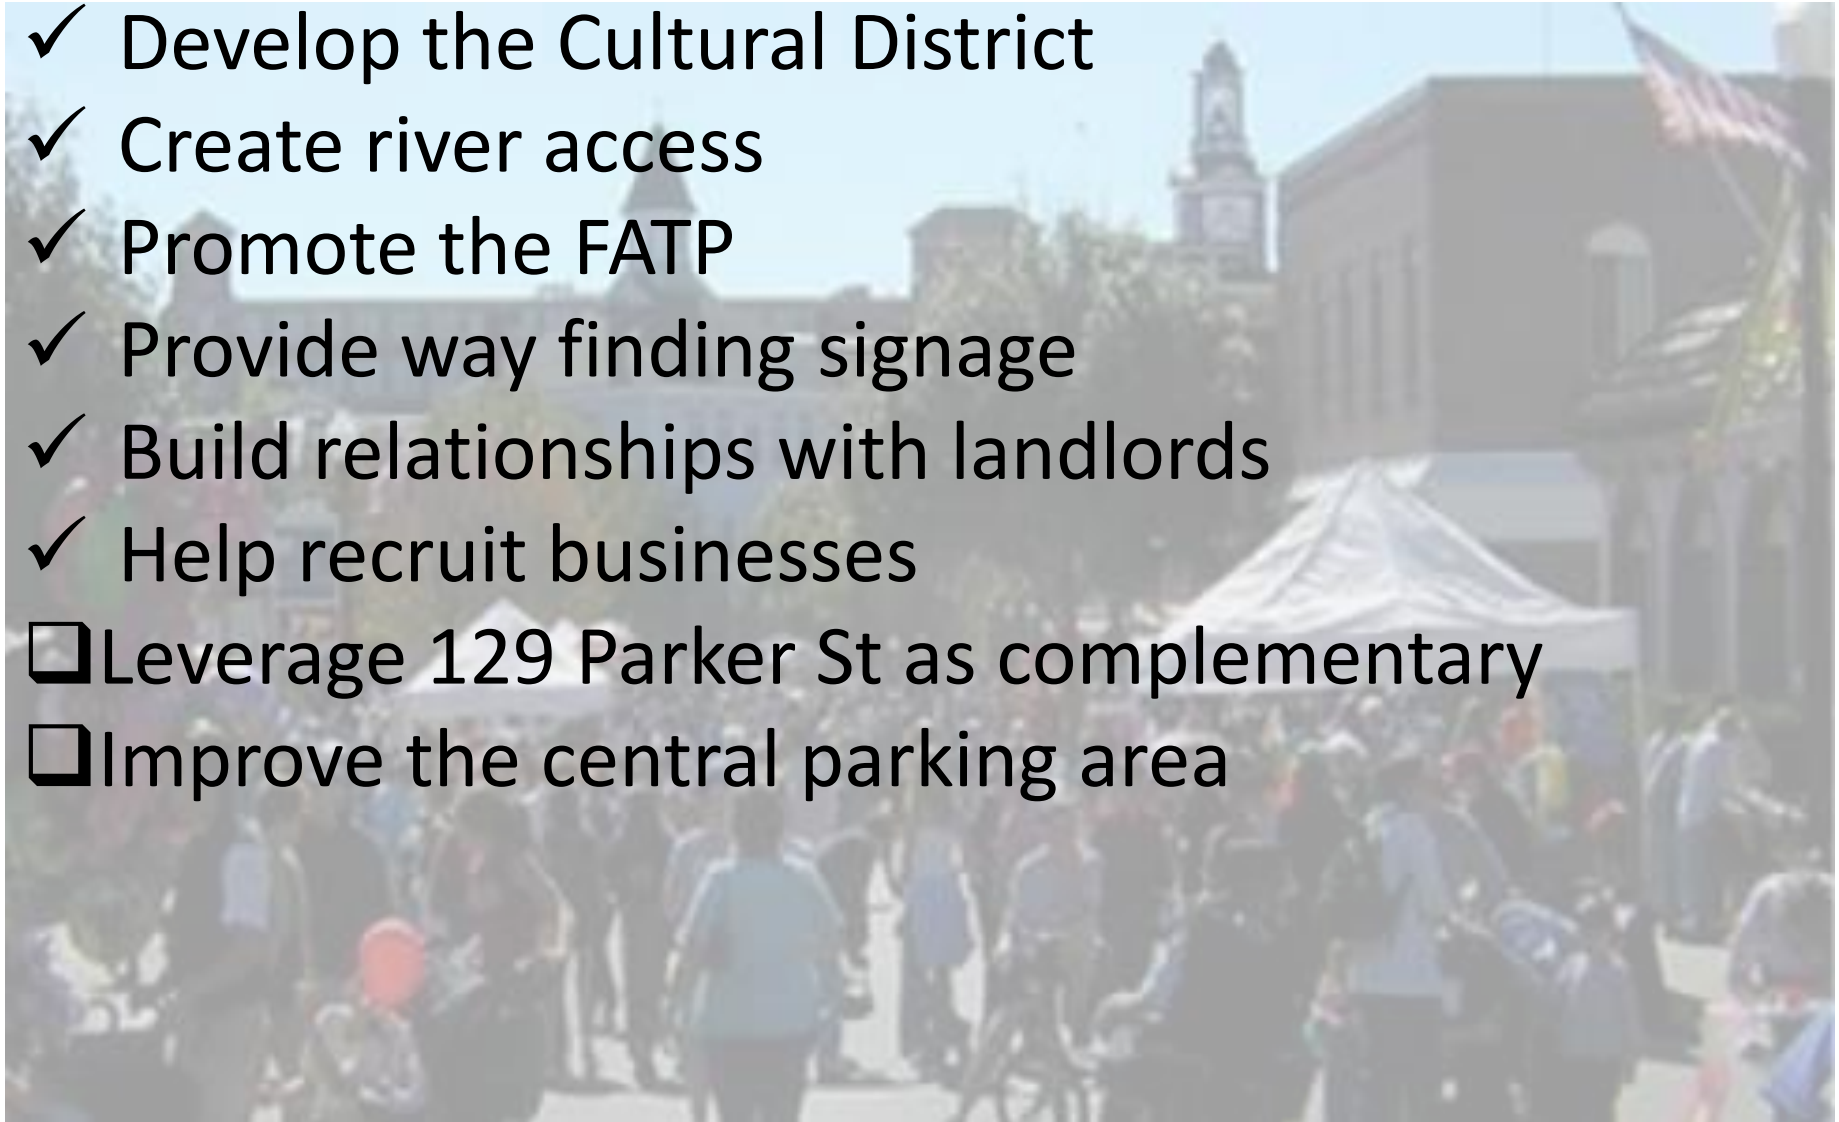 ✓ Develop the Cultural District
✓ Create river access
✓ Promote the FATP
✓ Provide way finding signage
✓ Build relationships with landlords
✓ Help recruit businesses
❑Leverage 129 Parker St as complementary
❑Improve the central parking area